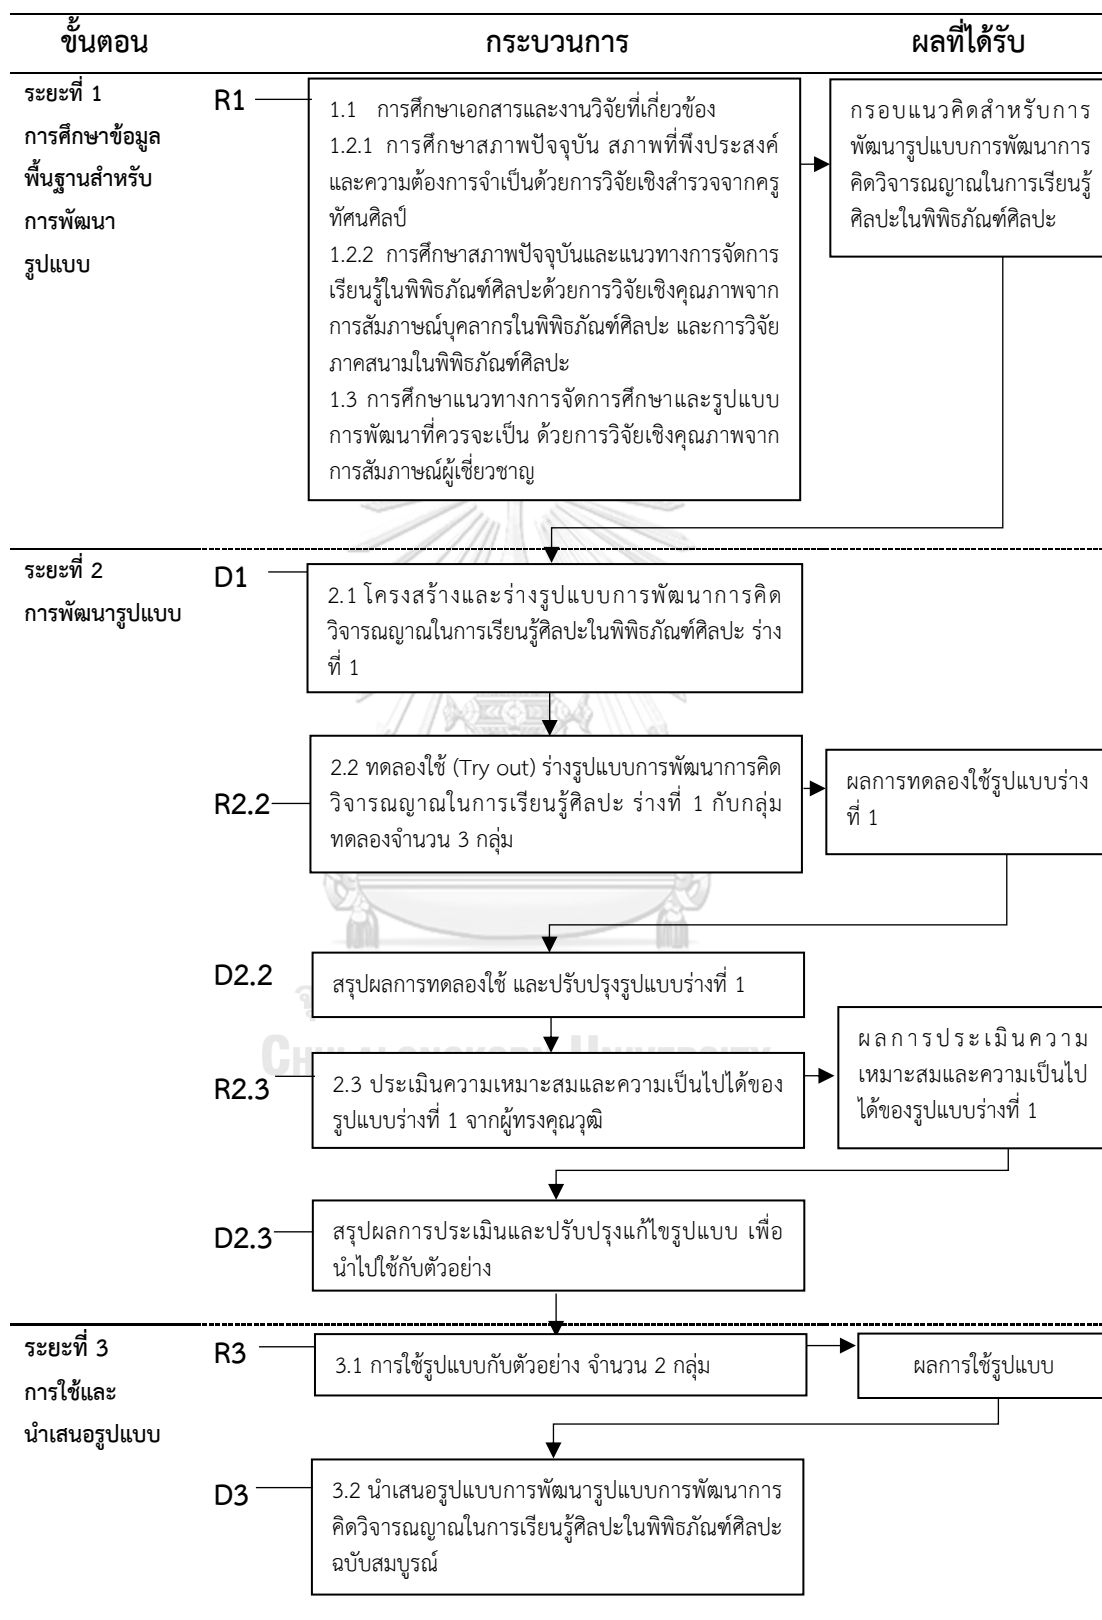 ขั้นตอน
กระบวนการ
ผลที่ได้รับ
ระยะที่ 1
การศึกษาข้อมูล
พื้นฐานสำหรับ
การพัฒนา
รูปแบบ
R1
1.1 การศึกษาเอกสารและงานวิจัยที่เกี่ยวข้อง
1.2.1 การศึกษาสภาพปัจจุบัน สภาพที่พึงประสงค์
และความต้องการจำเป็นด้วยการวิจัยเชิงสำรวจจากครู
ทัศนศิลป์
1.2.2 การศึกษาสภาพปัจจุบันและแนวทางการจัดการ
เรียนรู้ในพิพิธภัณฑ์ศิลปะด้วยการวิจัยเชิงคุณภาพจาก
การสัมภาษณ์บุคลากรในพิพิธภัณฑ์ศิลปะ และการวิจัย
ภาคสนามในพิพิธภัณฑ์ศิลปะ
1.3 การศึกษาแนวทางการจัดการศึกษาและรูปแบบ
การพัฒนาที่ควรจะเป็น ด้วยการวิจัยเชิงคุณภาพจาก
การสัมภาษณ์ผู้เชี่ยวชาญ
กรอบแนวคิดสำหรับการ
พัฒนารูปแบบการพัฒนาการ
คิดวิจารณญาณในการเรียนรู้
ศิลปะในพิพิธภัณฑ์ศิลปะ
ระยะที่ 2
การพัฒนารูปแบบ
D1
2.1 โครงสร้างและร่างรูปแบบการพัฒนาการคิด
วิจารณญาณในการเรียนรู้ศิลปะในพิพิธภัณฑ์ศิลปะ ร่าง
ที่ 1
R2.2
2.2 ทดลองใช้ (Try out) ร่างรูปแบบการพัฒนาการคิด
วิจารณญาณในการเรียนรู้ศิลปะ ร่างที่ 1 กับกลุ่ม
ทดลองจำนวน 3 กลุ่ม
ผลการทดลองใช้รูปแบบร่าง
ที่ 1
D2.2
สรุปผลการทดลองใช้ และปรับปรุงรูปแบบร่างที่ 1
R2.3
2.3 ประเมินความเหมาะสมและความเป็นไปได้ของ
รูปแบบร่างที่ 1 จากผู้ทรงคุณวุฒิ
ผลการประเมินความ
เหมาะสมและความเป็นไป
ได้ของรูปแบบร่างที่ 1
D2.3
สรุปผลการประเมินและปรับปรุงแก้ไขรูปแบบ เพื่อ
นำไปใช้กับตัวอย่าง
ระยะที่ 3
การใช้และ
นำเสนอรูปแบบ
R3
3.1 การใช้รูปแบบกับตัวอย่าง จำนวน 2 กลุ่ม
ผลการใช้รูปแบบ
D3
3.2 นำเสนอรูปแบบการพัฒนารูปแบบการพัฒนาการ
คิดวิจารณญาณในการเรียนรู้ศิลปะในพิพิธภัณฑ์ศิลปะ
ฉบับสมบูรณ์